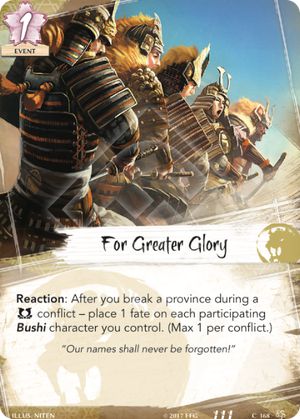 1
EVENT
For Greater Glory
Reaction: After you break a province during a
conflict – place 1 fate on each participating
Bushi character you control. (Max 1 per conflict.)
"Our names shall never be forgotten!"
ILLUS: NITEN
© 2017 FFG
C 168